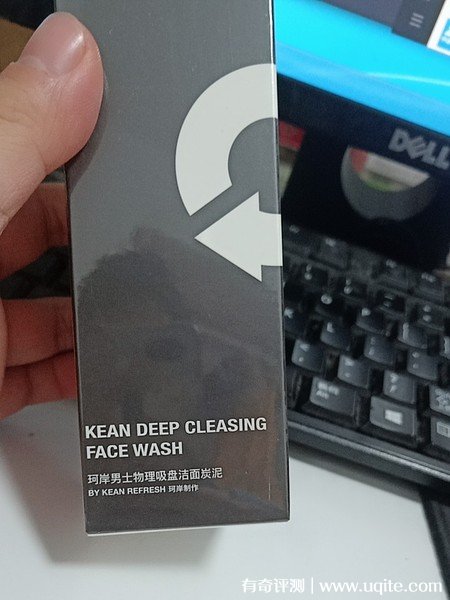 DELL
KEAN DEEP CLEASING
FACE WASH
珂岸男士物理吸盘洁面炭泥
BY KEAN REFRESH 珂岸制作
有奇评测 | www.uqite.com